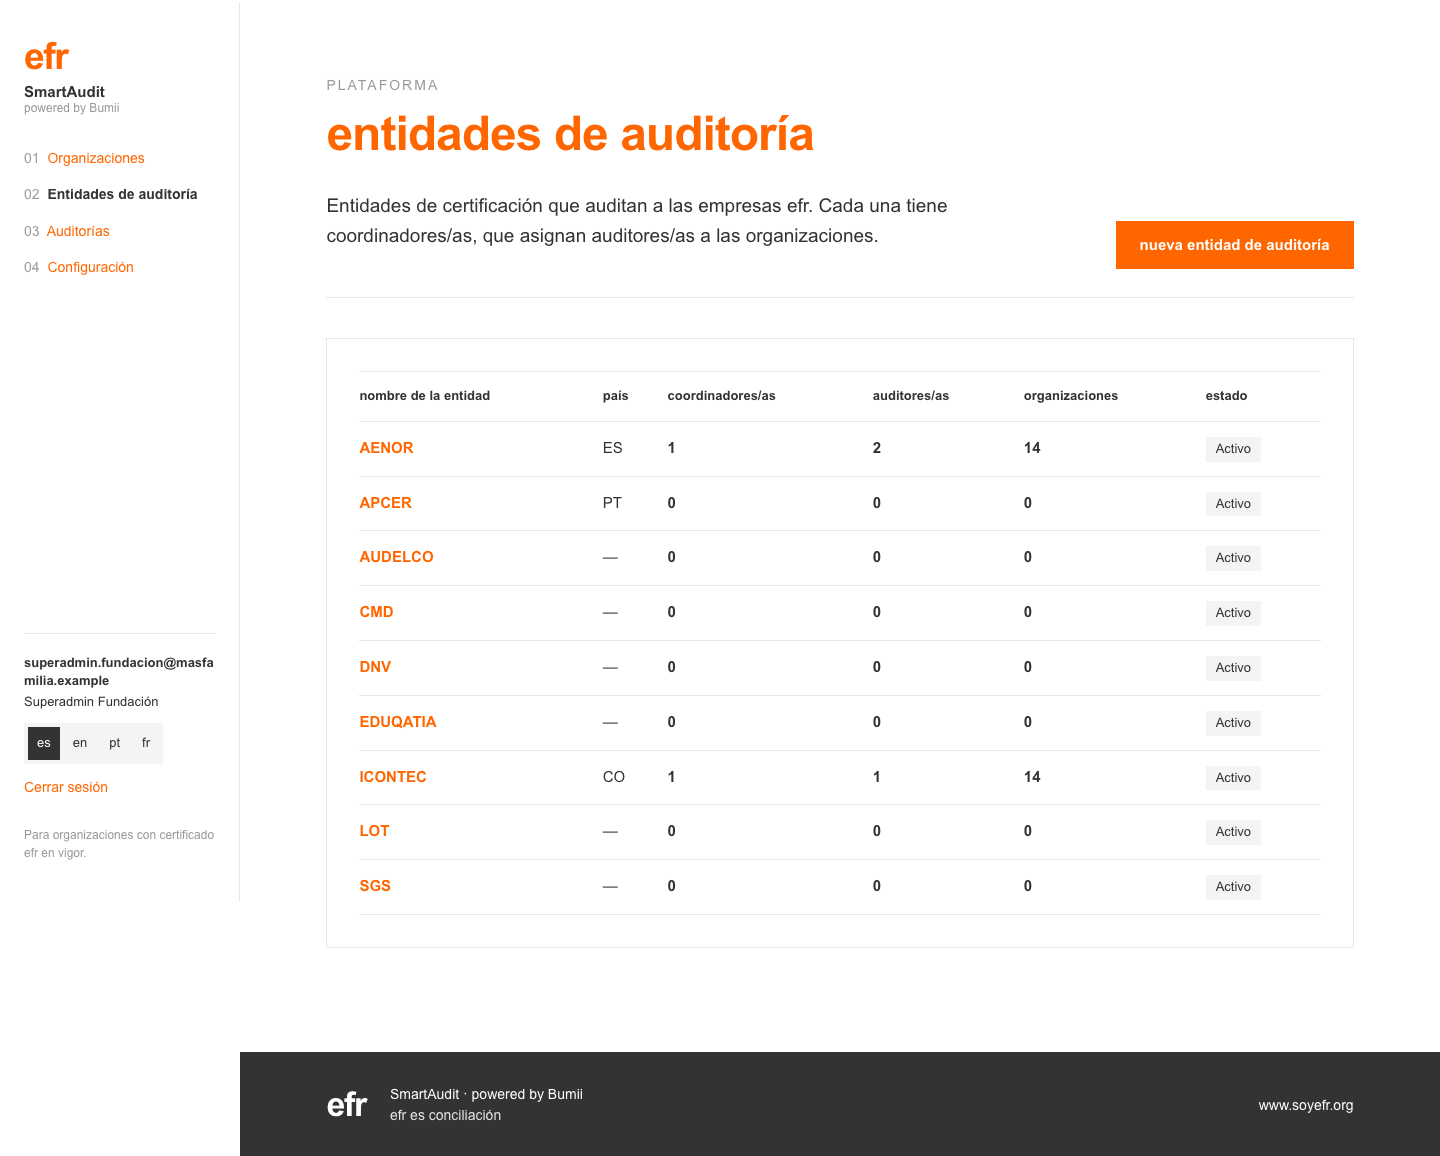 efr
SmartAudit
powered by Bumii
01 Organizaciones
02 Entidades de auditoría
03 Auditorías
04 Configuración
superadmin.fundacion@masfa
milia.example
Superadmin Fundación
es en pt fr
Cerrar sesión
Para organizaciones con certificado
efr en vigor.
PLATAFORMA
entidades de auditoría
Entidades de certificación que auditan a las empresas efr. Cada una tiene
coordinadores/as, que asignan auditores/as a las organizaciones.
nueva entidad de auditoría
nombre de la entidad país coordinadores/as auditores/as organizaciones estado
AENOR ES 1 2 14 Activo
APCER PT 0 0 0 Activo
AUDELCO — 0 0 0 Activo
CMD — 0 0 0 Activo
DNV — 0 0 0 Activo
EDUQATIA — 0 0 0 Activo
ICONTEC CO 1 1 14 Activo
LOT — 0 0 0 Activo
SGS — 0 0 0 Activo
efr
SmartAudit · powered by Bumii
efr es conciliación
www.soyefr.org